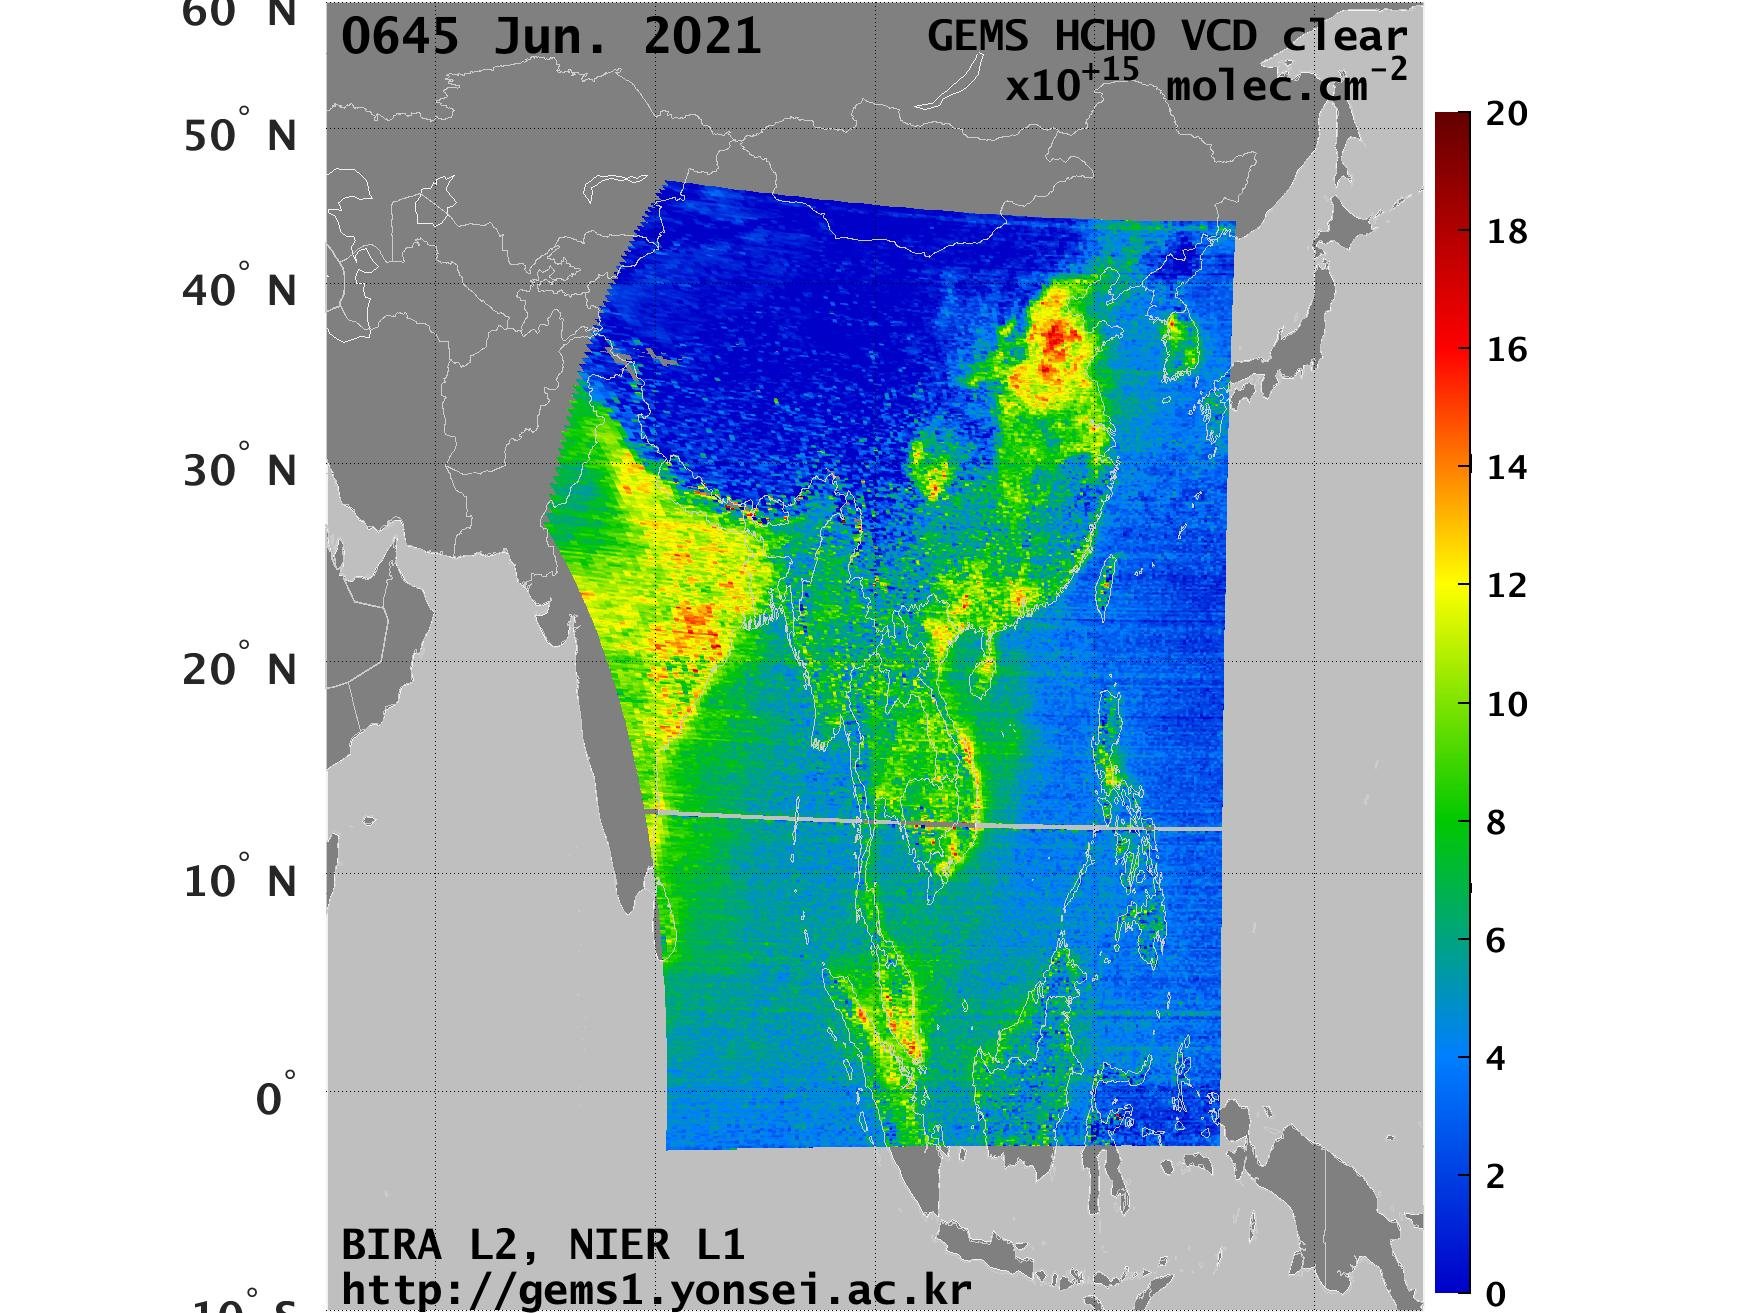 60° N
0645 Jun. 2021
GEMS HCHO VCD clear
x10+15 molec.cm−2
50° N
40° N
30° N
20° N
10° N
0°
10° S
20
18
16
14
12
10
8
6
4
2
0
BIRA L2, NIER L1
http://gems1.yonsei.ac.kr